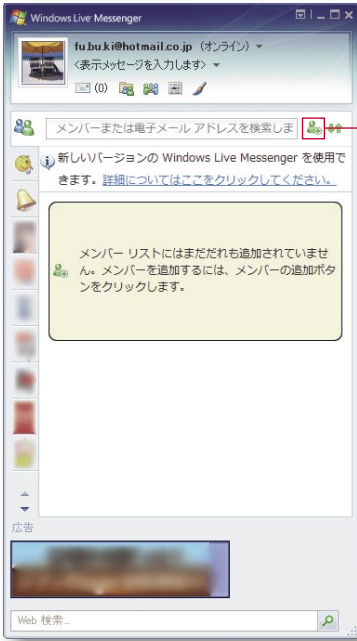 Windows Live Messenger
fu.bu.ki@hotmail.co.jp (オンライン)
<表示メッセージを入力します>
(0)
メンバーまたは電子メール アドレスを検索しま
新しいバージョンの Windows Live Messenger を使用で
きます。詳細についてはここをクリックしてください。
メンバー リストにはまだだれも追加されていませ
ん。メンバーを追加するには、メンバーの追加ボタ
ンをクリックします。
広告
Web 検索...